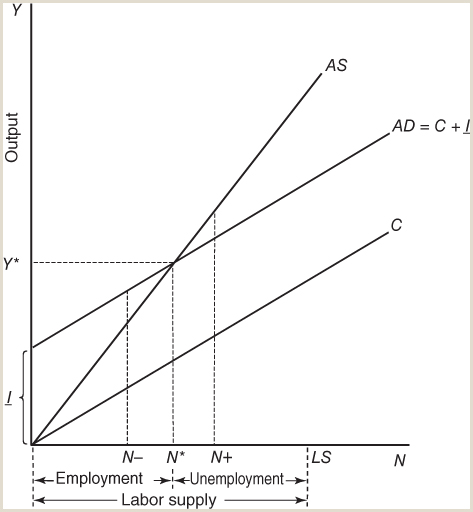 Y
AS
AD = C + I
Output
C
Y*
I
N– N* N+ LS N
Employment Unemployment
Labor supply